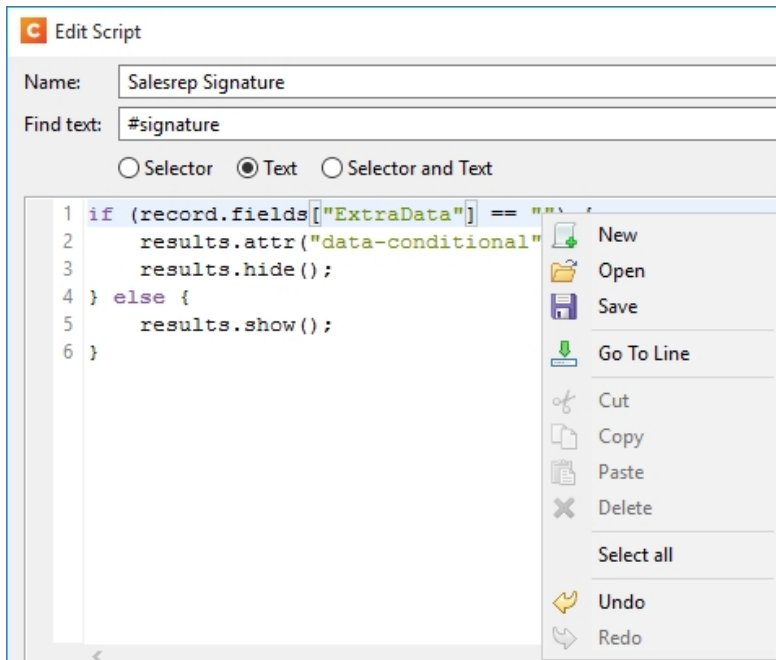 C Edit Script
Name: Salesrep Signature
Find text: #signature
Selector Text Selector and Text
1 if (record.fields["ExtraData"] == "") {
2 results.attr("data-conditional"
3 results.hide();
4 } else {
5 results.show();
6 }
New
Open
Save
Go To Line
Cut
Copy
Paste
Delete
Select all
Undo
Redo